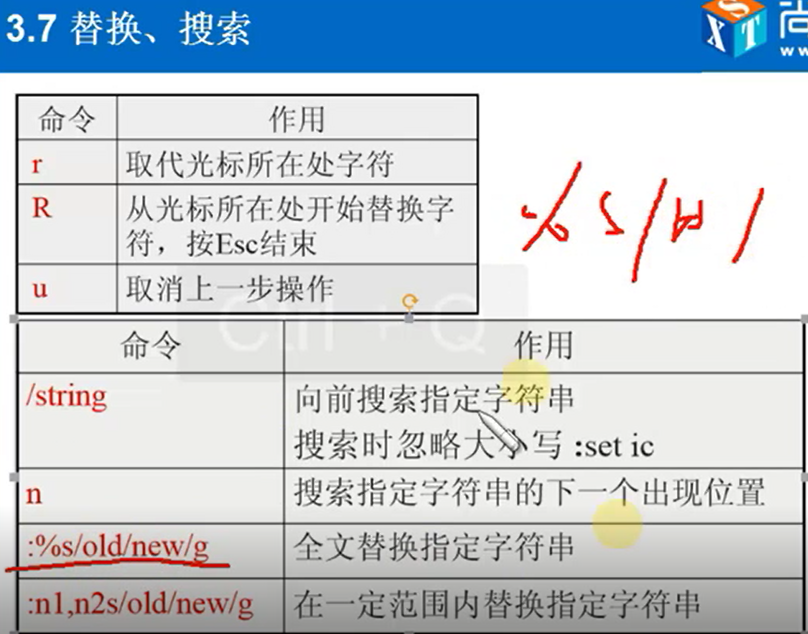 3.7 替换、搜索
XST 尚
ww
命令 作用
r 取代光标所在处字符
R 从光标所在处开始替换字
符，按Esc结束
u 取消上一步操作
%s/
/
Ctrl + Q
命令 作用
/string 向前搜索指定字符串
搜索时忽略大小写 :set ic
n 搜索指定字符串的下一个出现位置
:%s/old/new/g 全文替换指定字符串
:n1,n2s/old/new/g 在一定范围内替换指定字符串